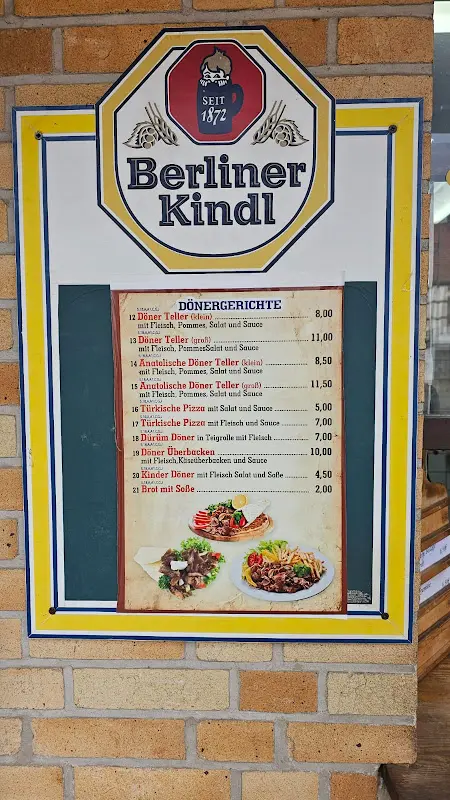 SEIT
1872
Berliner
Kindl
DÖNERGERICHTE
12 Döner Teller (klein) 8,00
mit Fleisch, Pommes, Salat und Sauce
13 Döner Teller (groß) 11,00
mit Fleisch, PommesSalat und Sauce
14 Anatolische Döner Teller (klein) 8,50
mit Fleisch, Pommes, Salat und Sauce
15 Anatolische Döner Teller (groß) 11,50
mit Fleisch, Pommes, Salat und Sauce
16 Türkische Pizza mit Salat und Sauce 5,00
17 Türkische Pizza mit Fleisch und Sauce 7,00
18 Dürüm Döner in Teigrolle mit Fleisch 7,00
19 Döner Überbacken 10,00
mit Fleisch,Käseüberbacken und Sauce
20 Kinder Döner mit Fleisch Salat und Soße 4,50
21 Brot mit Soße 2,00